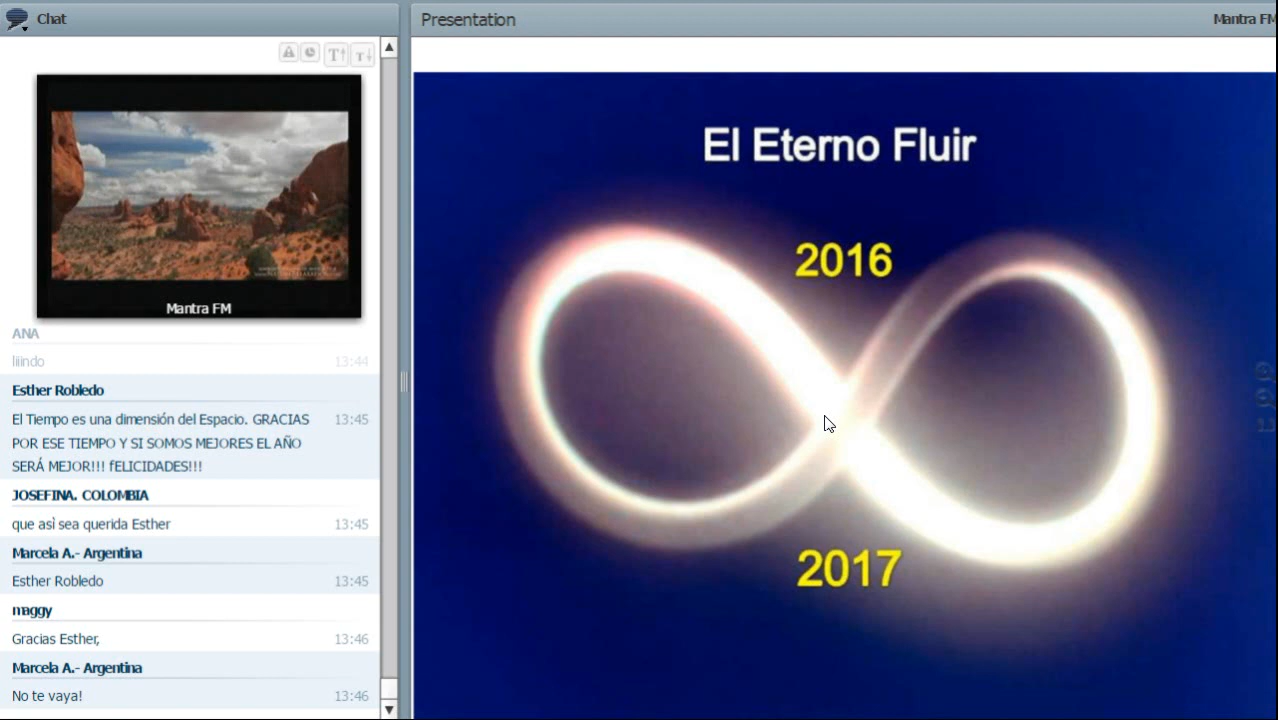 Chat
Presentation
Mantra FM
Mantra FM
ANA
liiindo 13:44
Esther Robledo
El Tiempo es una dimensión del Espacio. GRACIAS 13:45
POR ESE TIEMPO Y SI SOMOS MEJORES EL AÑO
SERÁ MEJOR!!! fELICIDADES!!!
JOSEFINA. COLOMBIA
que asì sea querida Esther 13:45
Marcela A.- Argentina
Esther Robledo 13:45
maggy
Gracias Esther, 13:46
Marcela A.- Argentina
No te vaya! 13:46
El Eterno Fluir
2016
2017